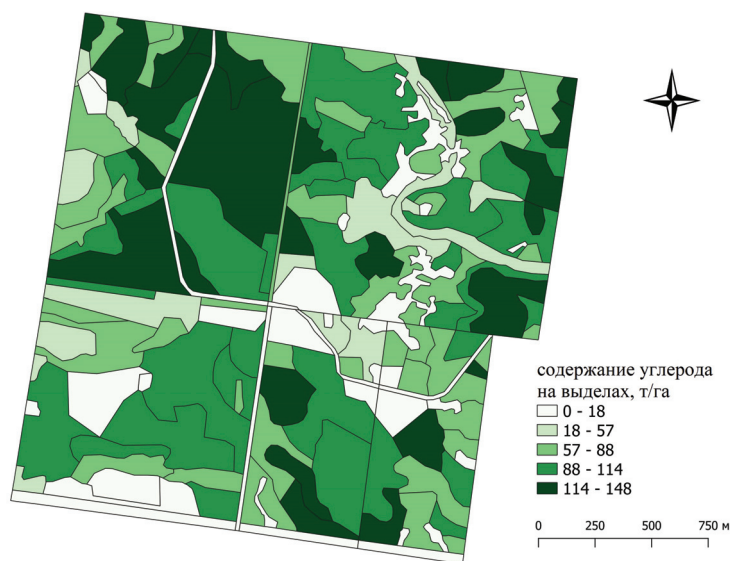 содержание углерода
на выделах, т/га
0 - 18
18 - 57
57 - 88
88 - 114
114 - 148
0 250 500 750 м